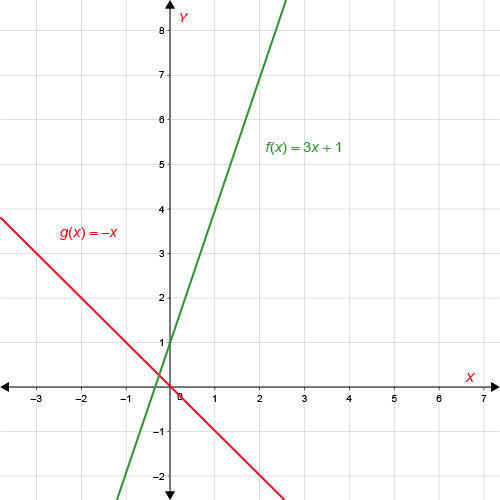 Y
8
7
6
f(x) = 3x + 1
5
4
g(x) = –x
3
2
1
X
–3 –2 –1 0 1 2 3 4 5 6 7
–1
–2